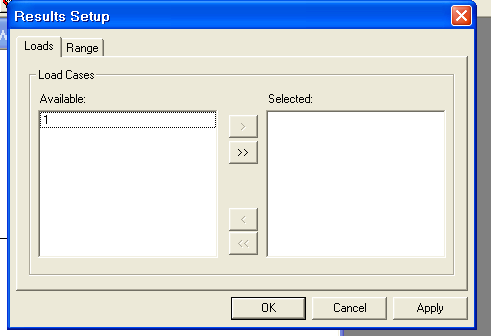 Results Setup
Loads
Range
Load Cases
Available:
Selected:
1
>
>>
<
<<
OK
Cancel
Apply